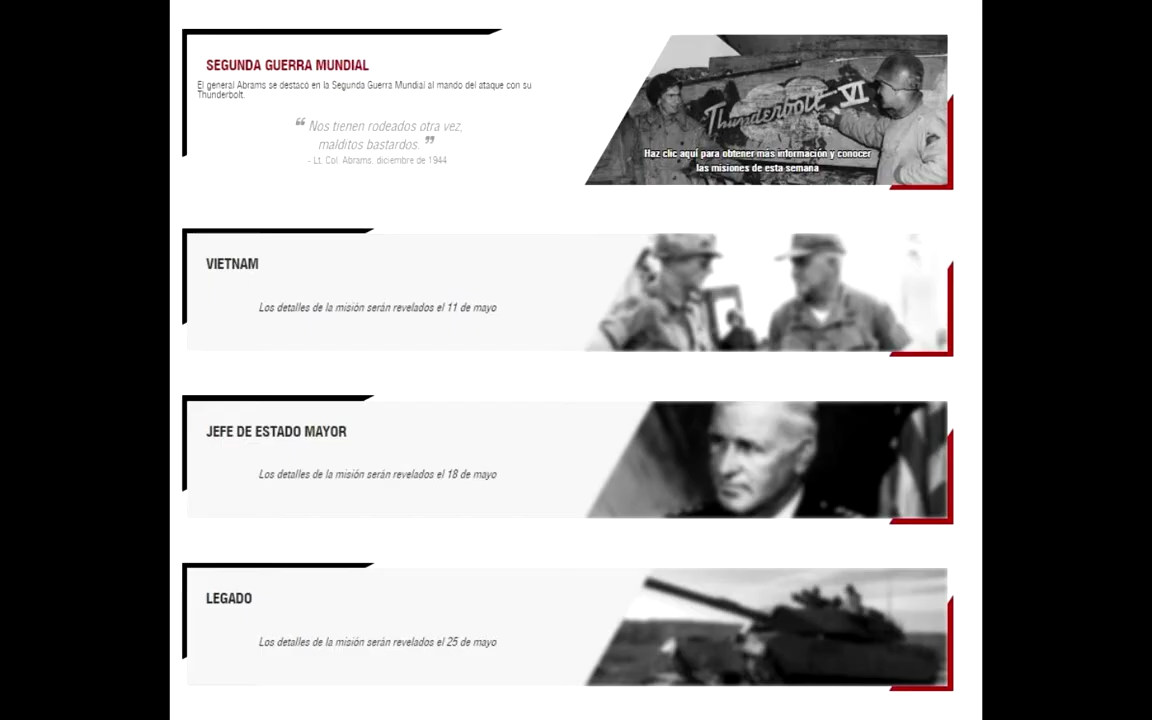 SEGUNDA GUERRA MUNDIAL
El general Abrams se destacó en la Segunda Guerra Mundial al mando del ataque con su
Thunderbolt.
“ Nos tienen rodeados otra vez,
malditos bastardos. ”
- Lt. Col. Abrams, diciembre de 1944
Thunderbolt VI
Haz clic aquí para obtener más información y conocer
las misiones de esta semana
VIETNAM
Los detalles de la misión serán revelados el 11 de mayo
JEFE DE ESTADO MAYOR
Los detalles de la misión serán revelados el 18 de mayo
LEGADO
Los detalles de la misión serán revelados el 25 de mayo